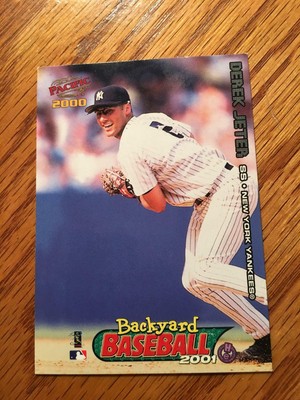 PACIFIC
2000
DEREK JETER
SS • NEW YORK YANKEES®
Backyard
BASEBALL
2001